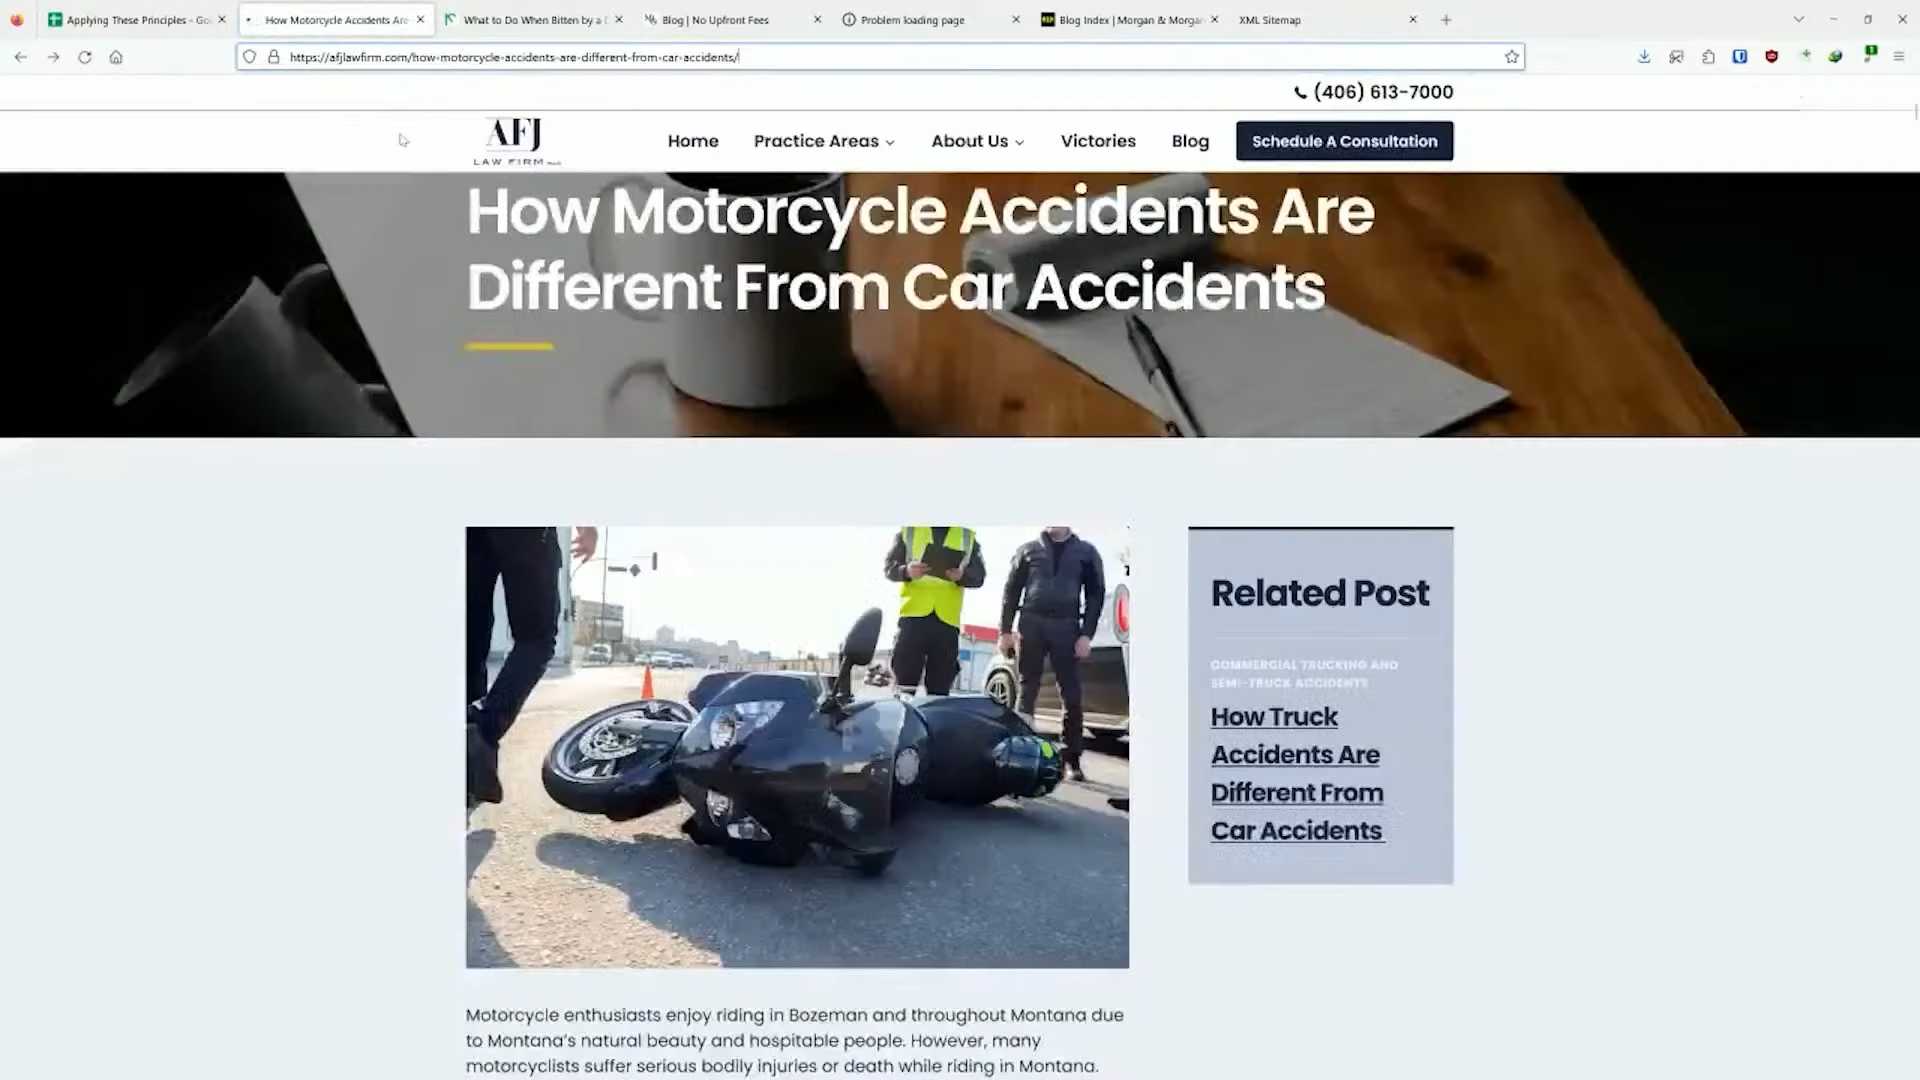 Applying These Principles - Go
How Motorcycle Accidents Are
What to Do When Bitten by a D
Blog | No Upfront Fees
Problem loading page
Blog Index | Morgan & Morgan
XML Sitemap
https://afjlawfirm.com/how-motorcycle-accidents-are-different-from-car-accidents/
(406) 613-7000
AFJ
LAW FIRM PLLC
Home
Practice Areas
About Us
Victories
Blog
Schedule A Consultation
How Motorcycle Accidents Are
Different From Car Accidents
Related Post
COMMERCIAL TRUCKING AND
SEMI-TRUCK ACCIDENTS
How Truck
Accidents Are
Different From
Car Accidents
Motorcycle enthusiasts enjoy riding in Bozeman and throughout Montana due
to Montana's natural beauty and hospitable people. However, many
motorcyclists suffer serious bodily injuries or death while riding in Montana.